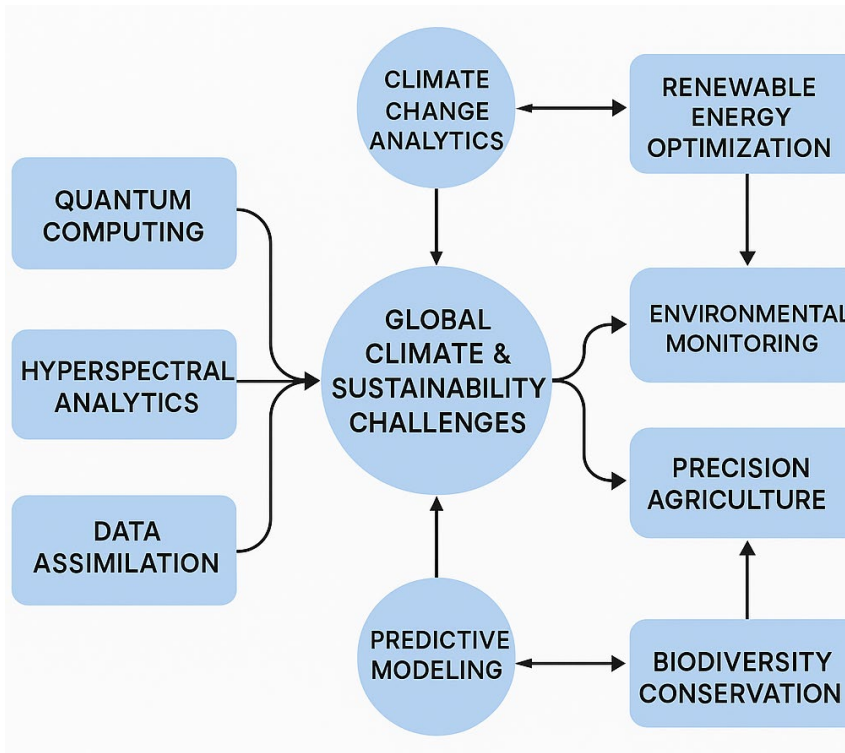 CLIMATE
CHANGE
ANALYTICS
RENEWABLE
ENERGY
OPTIMIZATION
QUANTUM
COMPUTING
GLOBAL
CLIMATE &
SUSTAINABILITY
CHALLENGES
ENVIRONMENTAL
MONITORING
HYPERSPECTRAL
ANALYTICS
PRECISION
AGRICULTURE
DATA
ASSIMILATION
PREDICTIVE
MODELING
BIODIVERSITY
CONSERVATION